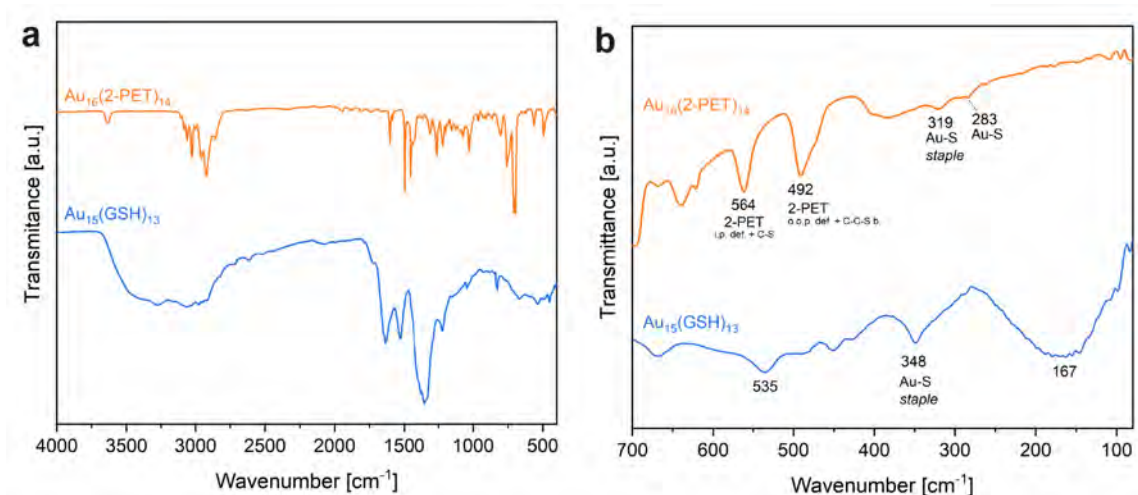 a
Transmittance [a.u.]
Au16(2-PET)14
Au15(GSH)13
4000 3500 3000 2500 2000 1500 1000 500
Wavenumber [cm⁻¹]
b
Transmittance [a.u.]
Au16(2-PET)14
564
2-PET
i.p. def. + C-S
492
2-PET
o.o.p. def. + C-C-S b.
319
Au-S
staple
283
Au-S
Au15(GSH)13
535
348
Au-S
staple
167
700 600 500 400 300 200 100
Wavenumber [cm⁻¹]